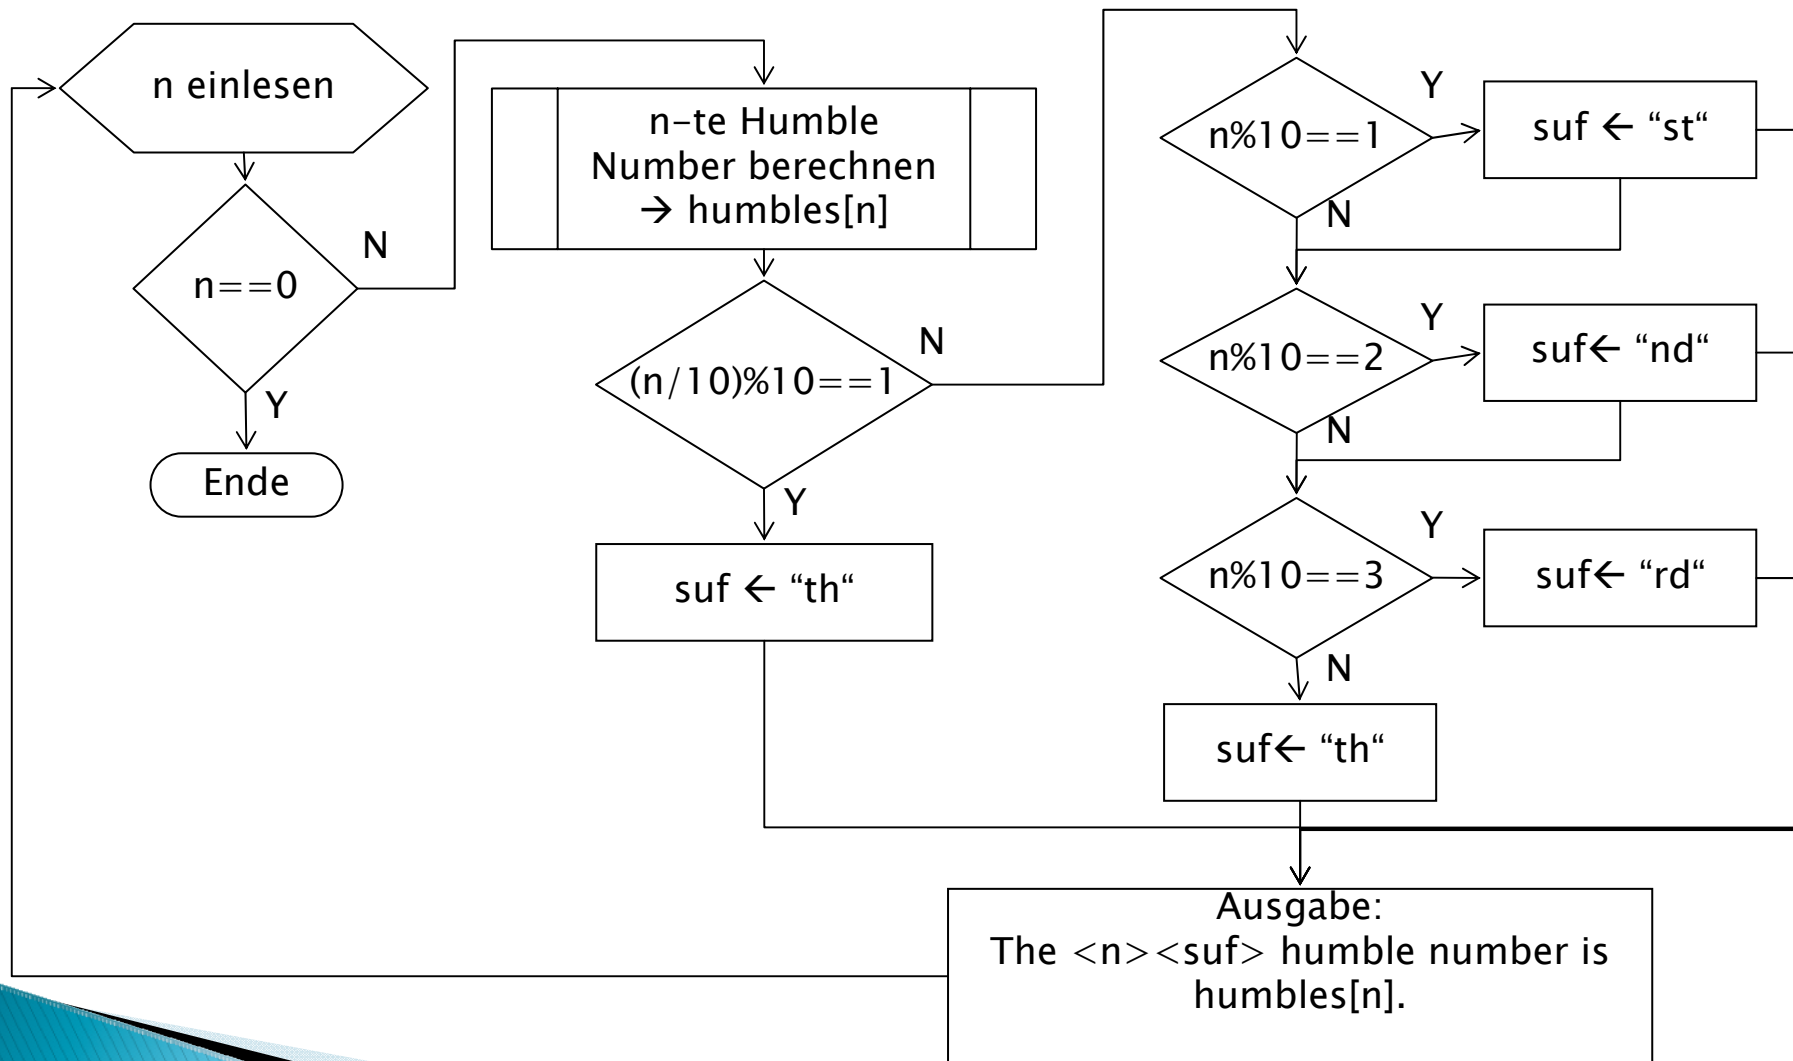 n einlesen
n==0
N
Y
Ende
n-te Humble
Number berechnen
→ humbles[n]
(n/10)%10==1
N
Y
suf ← “th“
n%10==1
Y
suf ← “st“
N
n%10==2
Y
suf← “nd“
N
n%10==3
Y
suf← “rd“
N
suf← “th“
Ausgabe:
The <n><suf> humble number is
humbles[n].